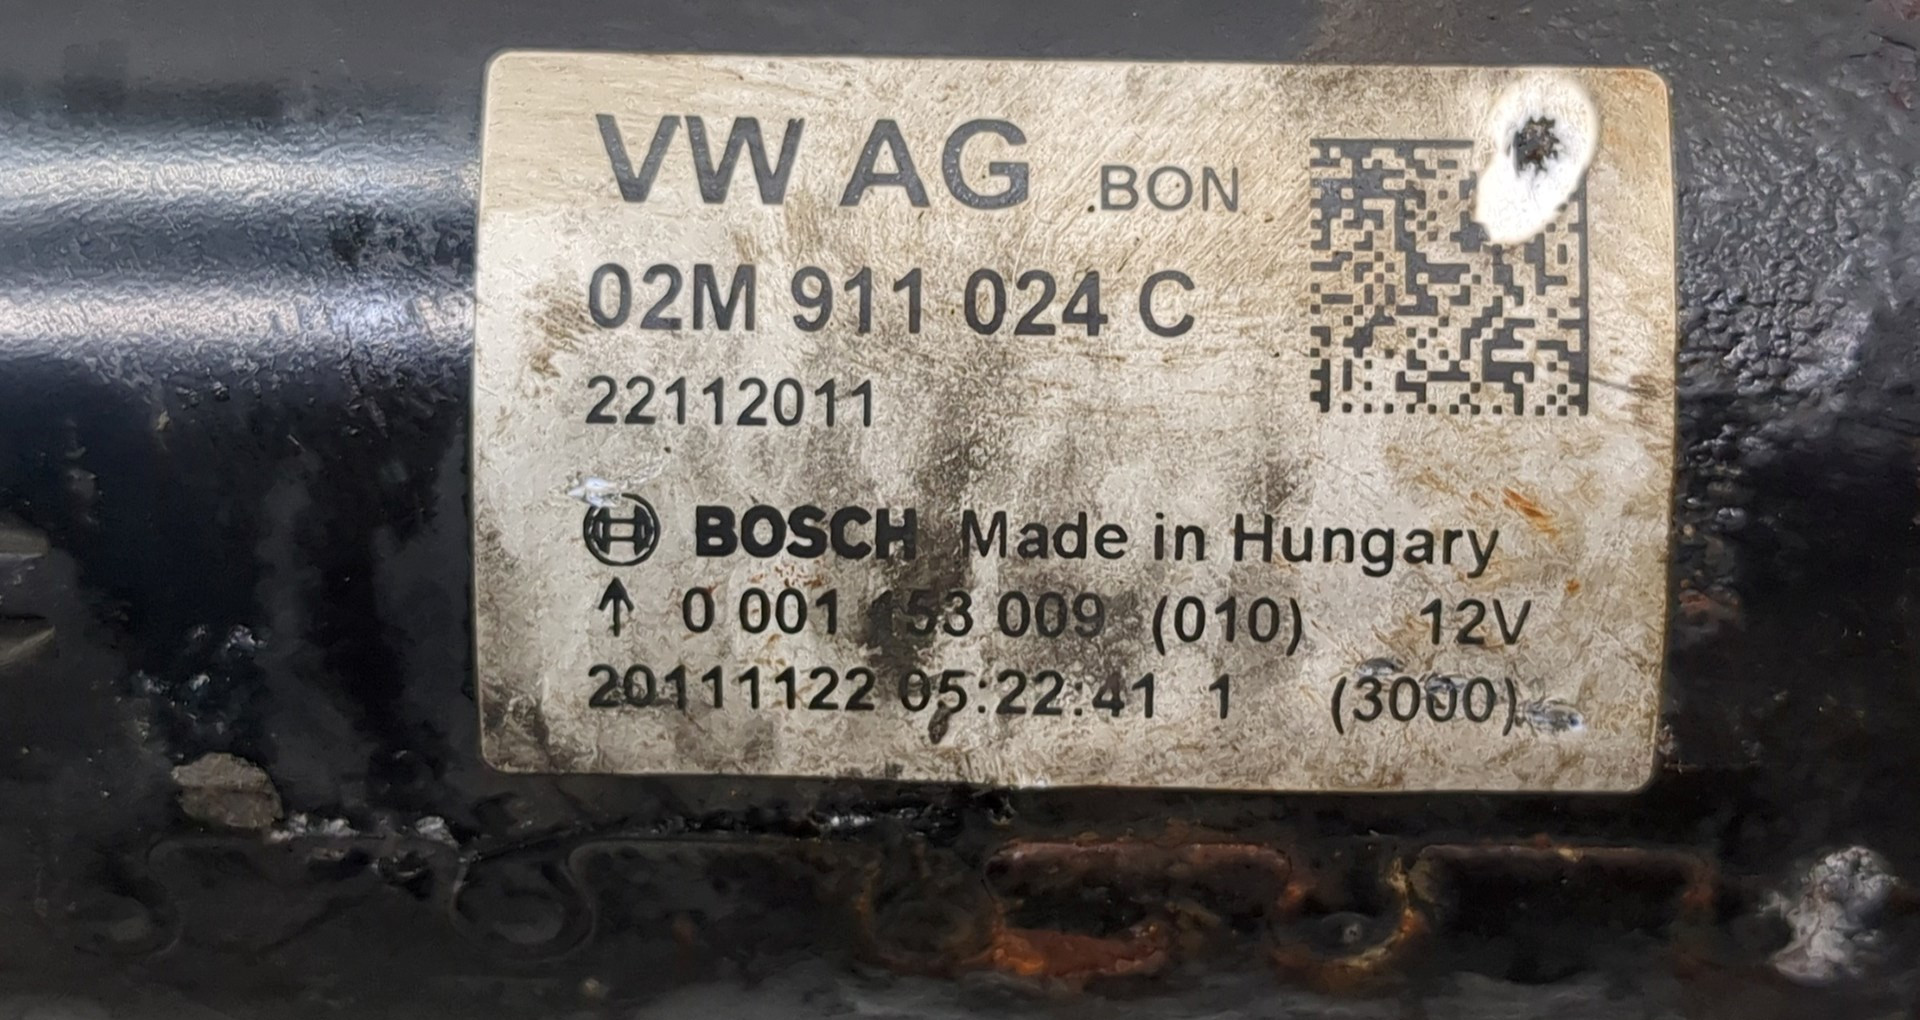 VW AG BON
02M 911 024 C
22112011
BOSCH Made in Hungary
↑ 0 001 153 009 (010) 12V
20111122 05:22:41 1 (3000)